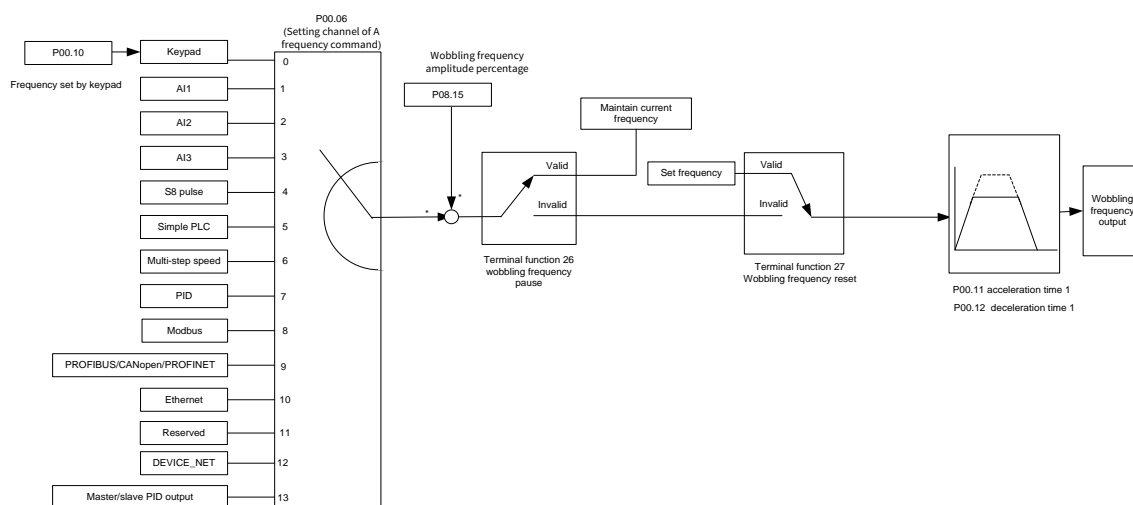 P00.06
(Setting channel of A
frequency command)
P00.10
Frequency set by keypad
Keypad
0
AI1
1
AI2
2
AI3
3
S8 pulse
4
Simple PLC
5
Multi-step speed
6
PID
7
Modbus
8
PROFIBUS/CANopen/PROFINET
9
Ethernet
10
Reserved
11
DEVICE_NET
12
Master/slave PID output
13
Wobbling frequency
amplitude percentage
P08.15
*
*
Maintain current
frequency
Valid
Invalid
Terminal function 26
wobbling frequency
pause
Set frequency
Valid
Invalid
Terminal function 27
Wobbling frequency reset
P00.11 acceleration time 1
P00.12 deceleration time 1
Wobbling
frequency
output